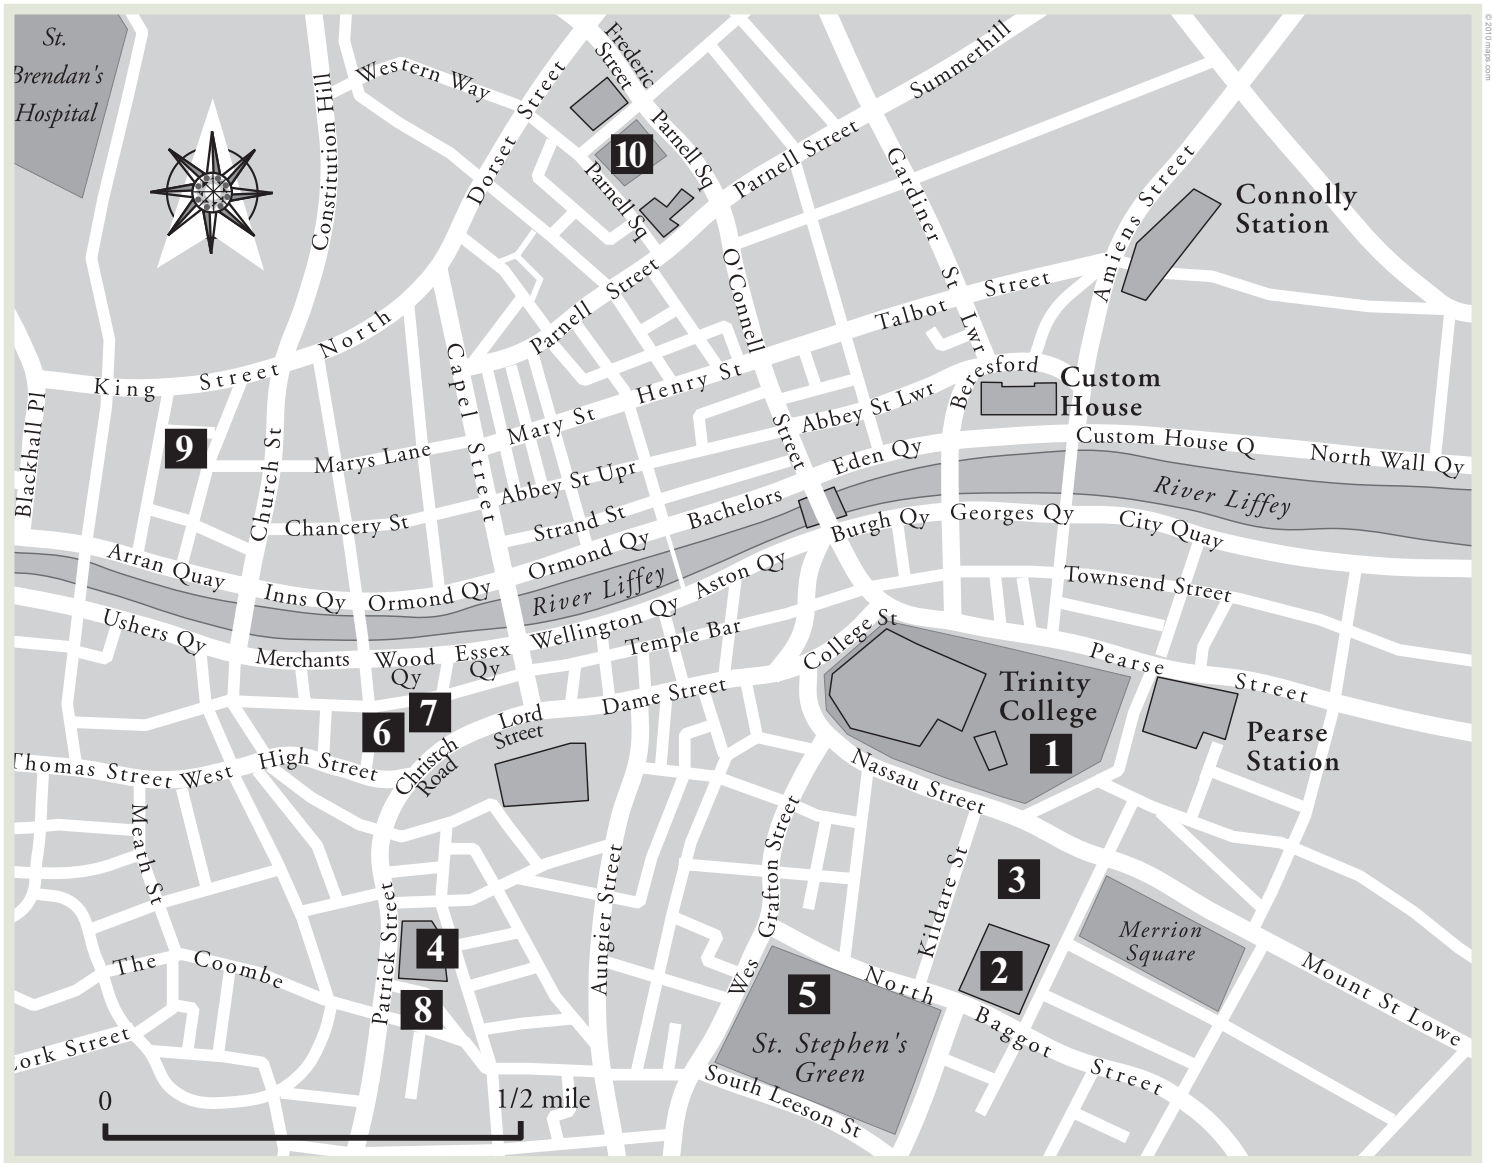 © 2010 maps.com
St.
Brendan's
Hospital
Constitution Hill
Western Way
Dorset Street
Frederic
Street
10
Parnell Sq
Parnell Sq
Parnell Street
Summerhill
Gardiner
St
Lwr
Amiens Street
Connolly
Station
O'Connell
Street
Parnell Street
Talbot Street
Beresford
Custom
House
King Street North
Blackhall Pl
9
Church St
Capel Street
Marys Lane
Mary St
Henry St
Abbey St Upr
Abbey St Lwr
Chancery St
Strand St
Bachelors
Eden Qy
Custom House Q
North Wall Qy
River Liffey
Arran Quay
Inns Qy
Ormond Qy
Ormond Qy
River Liffey
Burgh Qy
Georges Qy
City Quay
Aston Qy
Townsend Street
Ushers Qy
Merchants
Wood
Qy
Essex
Qy
Wellington Qy
Temple Bar
College St
Pearse Street
Trinity
College
1
Pearse
Station
6
7
Lord
Street
Dame Street
Thomas Street West
High Street
Christch
Road
Nassau Street
Meath St
Grafton Street
Kildare St
3
Aungier Street
Patrick Street
4
8
2
Merrion
Square
The Coombe
Wes
5
North
St. Stephen's
Green
Baggot Street
Mount St Lowe
ork Street
South Leeson St
0
1/2 mile